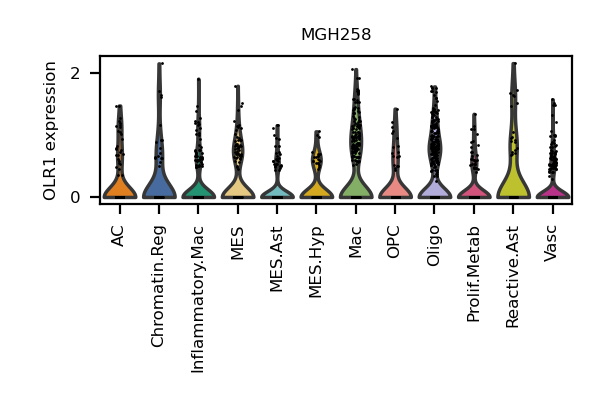 MGH258
OLR1 expression
2
0
AC
Chromatin.Reg
Inflammatory.Mac
MES
MES.Ast
MES.Hyp
Mac
OPC
Oligo
Prolif.Metab
Reactive.Ast
Vasc